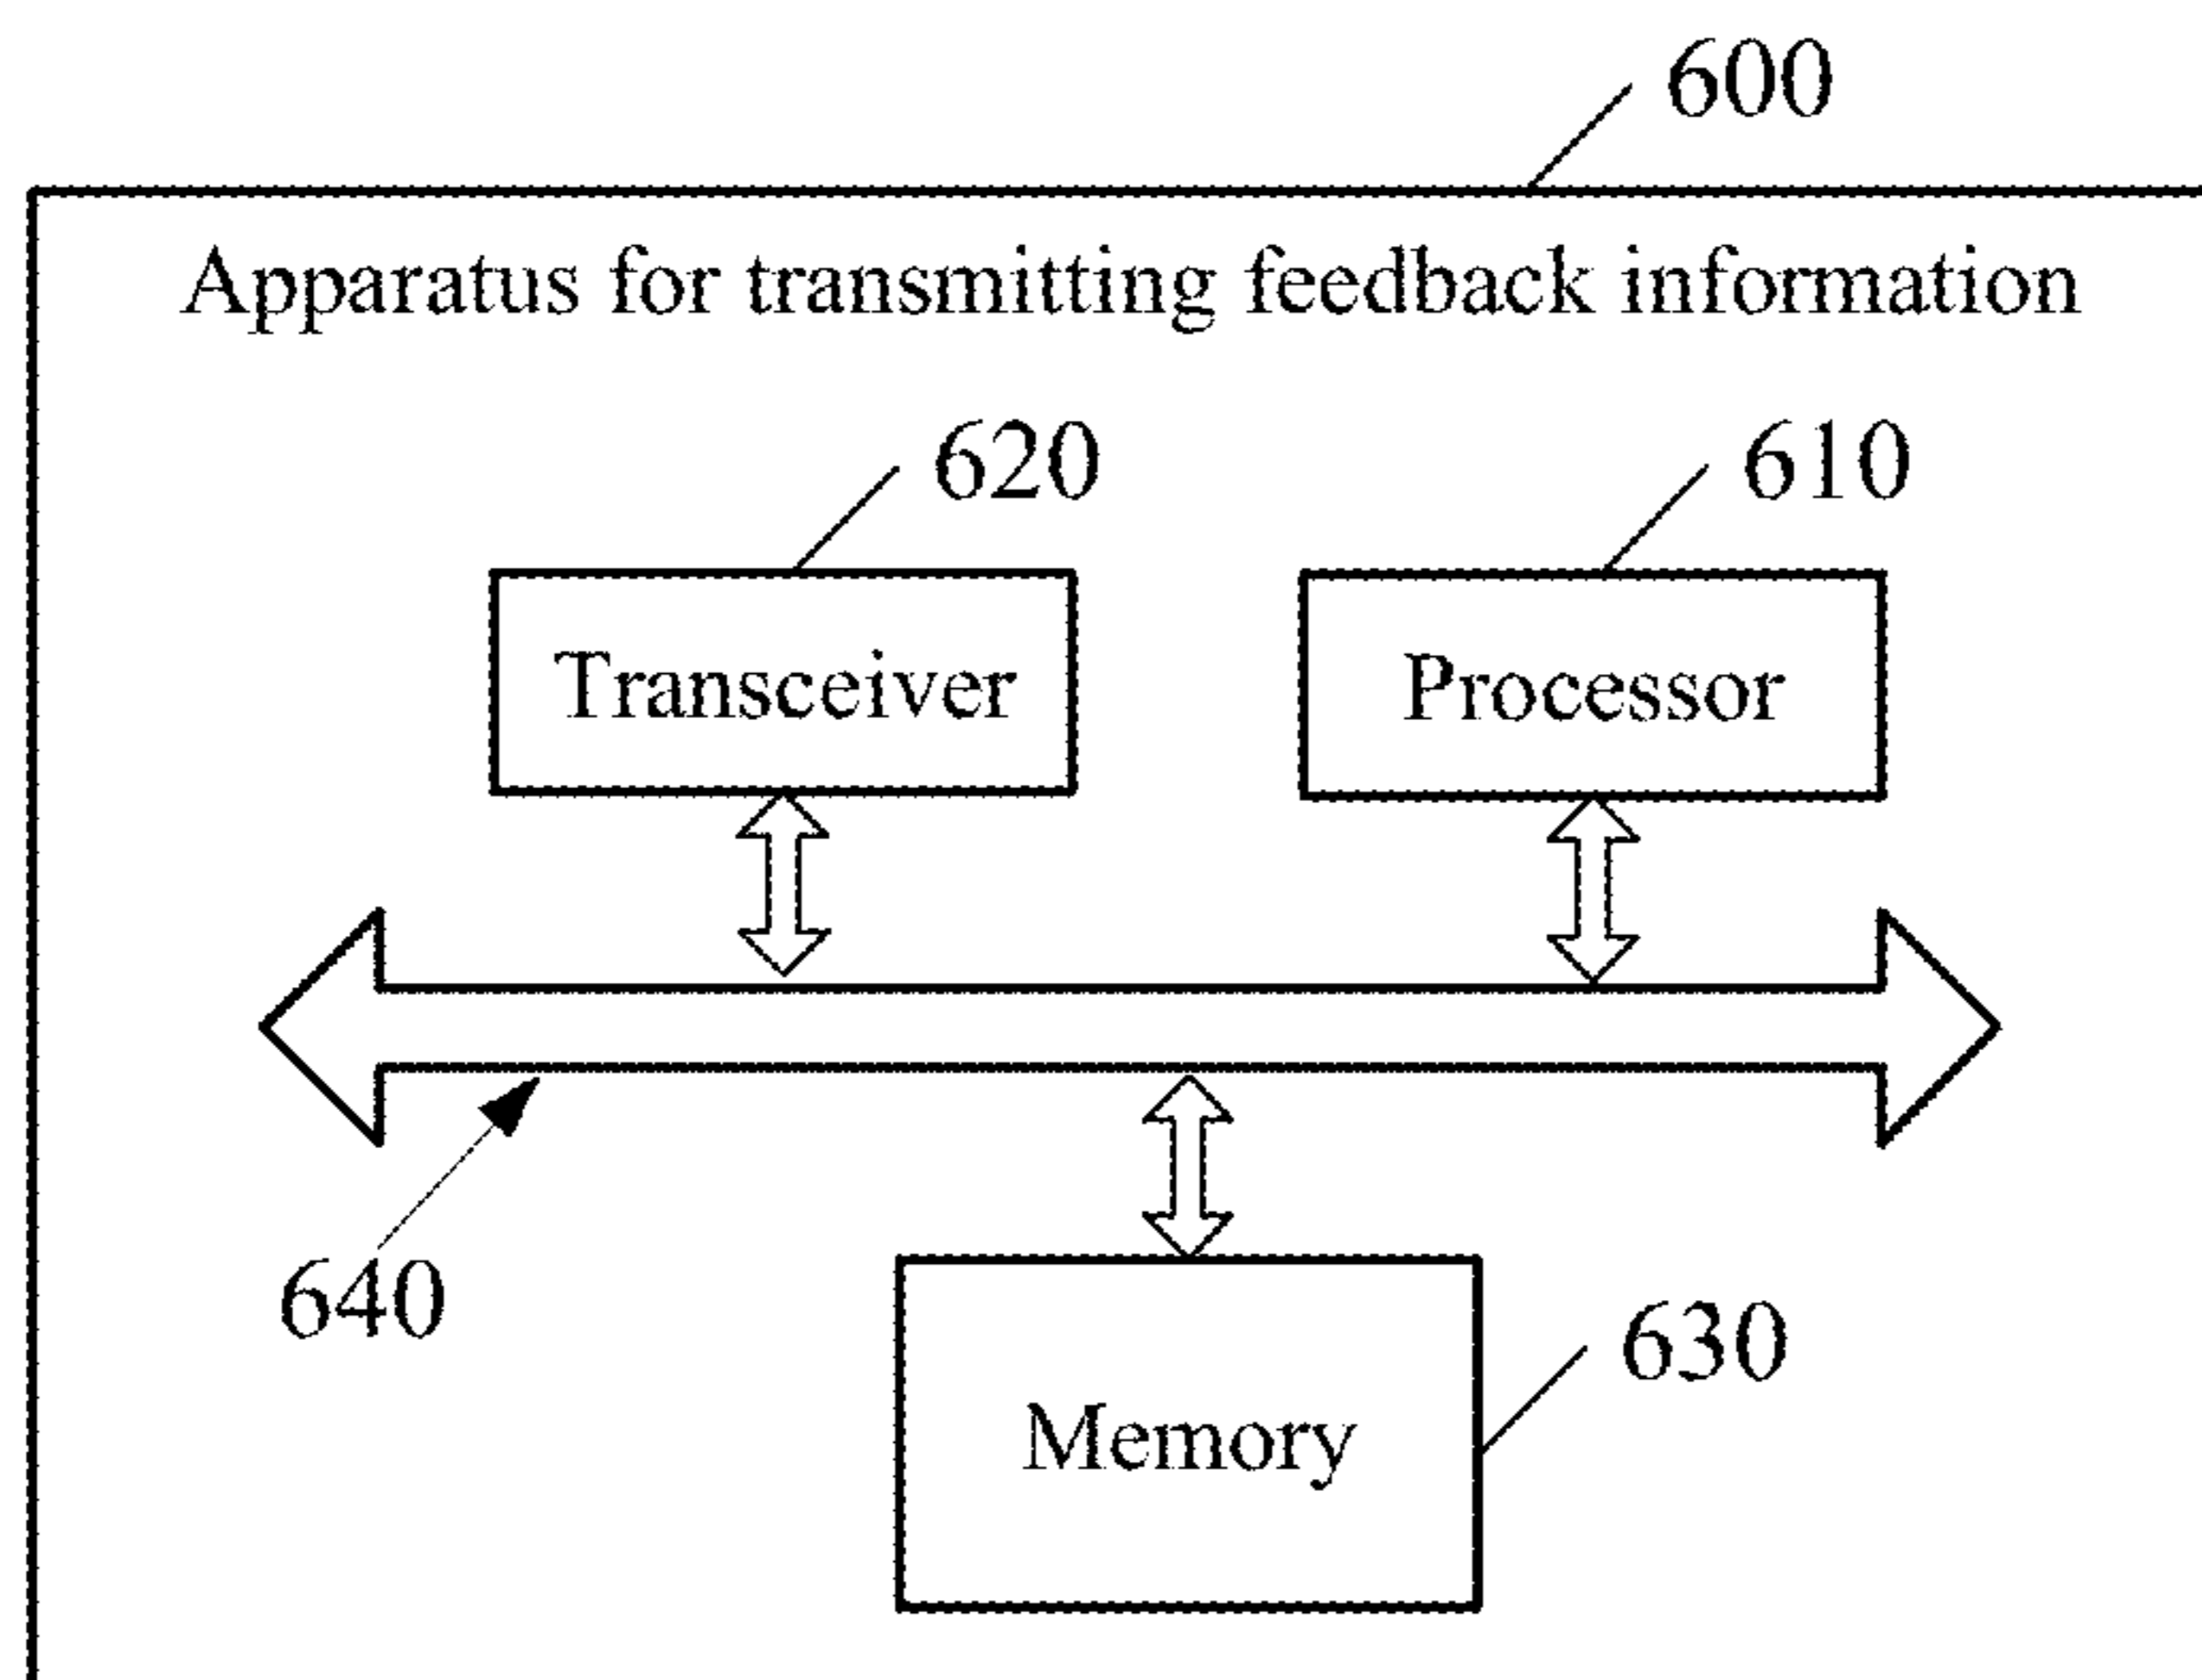 600
Apparatus for transmitting feedback information
620 610
Transceiver Processor
640
630
Memory